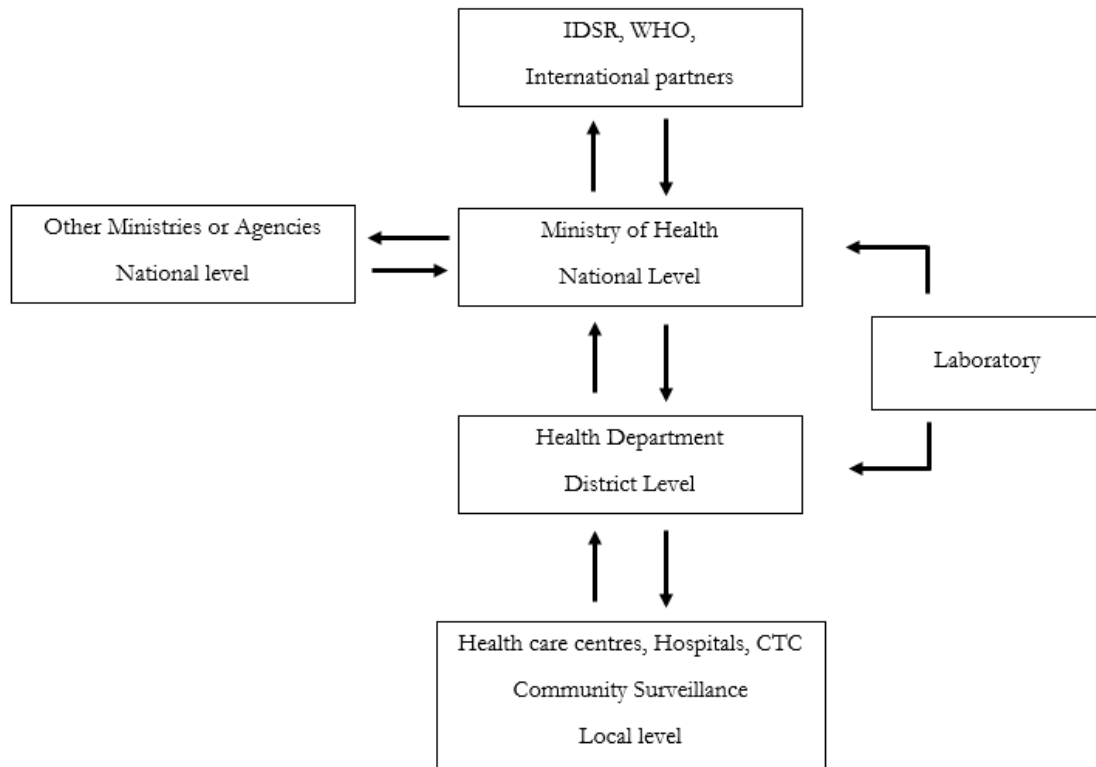 IDSR, WHO,
International partners
Other Ministries or Agencies
National level
Ministry of Health
National Level
Laboratory
Health Department
District Level
Health care centres, Hospitals, CTC
Community Surveillance
Local level